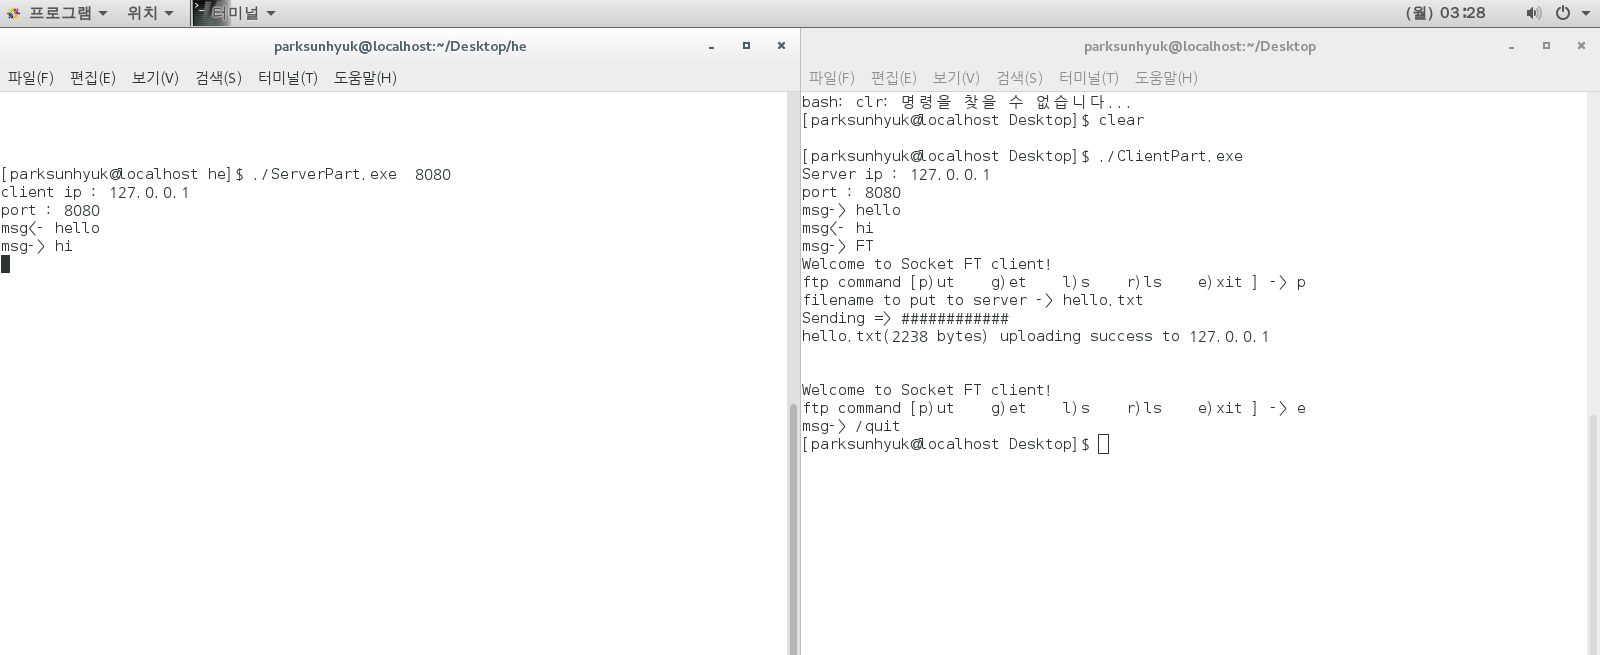 프로그램 위치 터미널 (월) 03:28
parksunhyuk@localhost:~/Desktop/he
파일(F) 편집(E) 보기(V) 검색(S) 터미널(T) 도움말(H)
[parksunhyuk@localhost he]$ ./ServerPart.exe  8080
client ip : 127.0.0.1
port : 8080
msg<- hello
msg-> hi
parksunhyuk@localhost:~/Desktop
파일(F) 편집(E) 보기(V) 검색(S) 터미널(T) 도움말(H)
bash: clr: 명령을 찾을 수 없습니다...
[parksunhyuk@localhost Desktop]$ clear
[parksunhyuk@localhost Desktop]$ ./ClientPart.exe
Server ip : 127.0.0.1
port : 8080
msg-> hello
msg<- hi
msg-> FT
Welcome to Socket FT client!
ftp command [p)ut    g)et    l)s    r)ls    e)xit ] -> p
filename to put to server -> hello.txt
Sending => ############
hello.txt(2238 bytes) uploading success to 127.0.0.1
Welcome to Socket FT client!
ftp command [p)ut    g)et    l)s    r)ls    e)xit ] -> e
msg-> /quit
[parksunhyuk@localhost Desktop]$